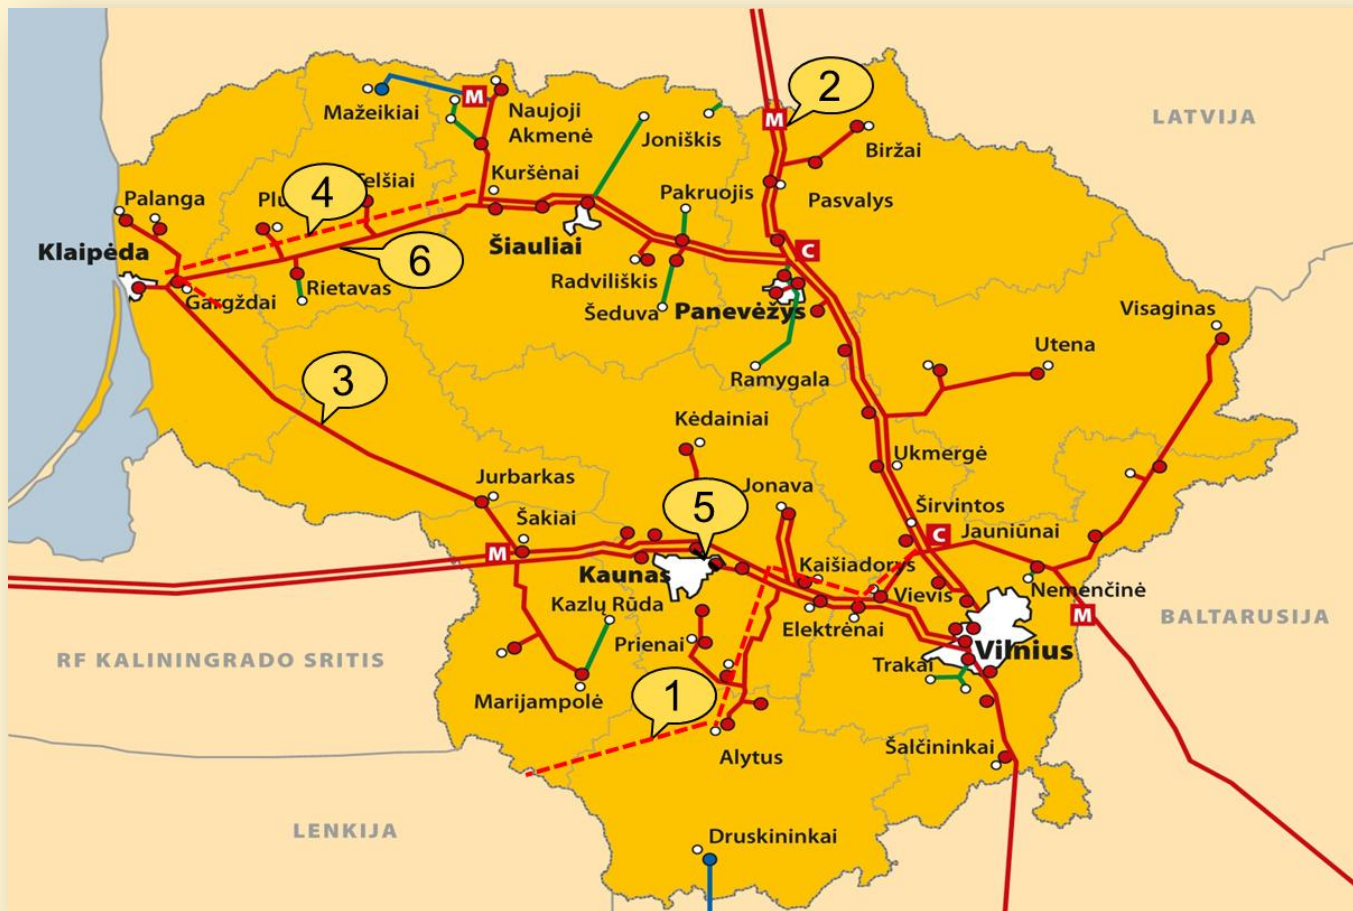 2
LATVIJA
M
M
Mažeikiai
Naujoji
Akmenė
Joniškis
Biržai
Kuršėnai
Pakruojis
Pasvalys
Palanga
4
Telšiai
Klaipėda
Šiauliai
C
6
Gargždai
Rietavas
Radviliškis
Šeduva
Panevėžys
Visaginas
Utena
3
Ramygala
Kėdainiai
Ukmergė
Jurbarkas
Jonava
Širvintos
Šakiai
5
C
Jauniūnai
M
Kaišiadorys
Kaunas
Vievis
Nemenčinė
Kazlų Rūda
M
BALTARUSIJA
Elektrėnai
Prienai
Vilnius
RF KALININGRADO SRITIS
Trakai
Marijampolė
1
Alytus
Šalčininkai
LENKIJA
Druskininkai